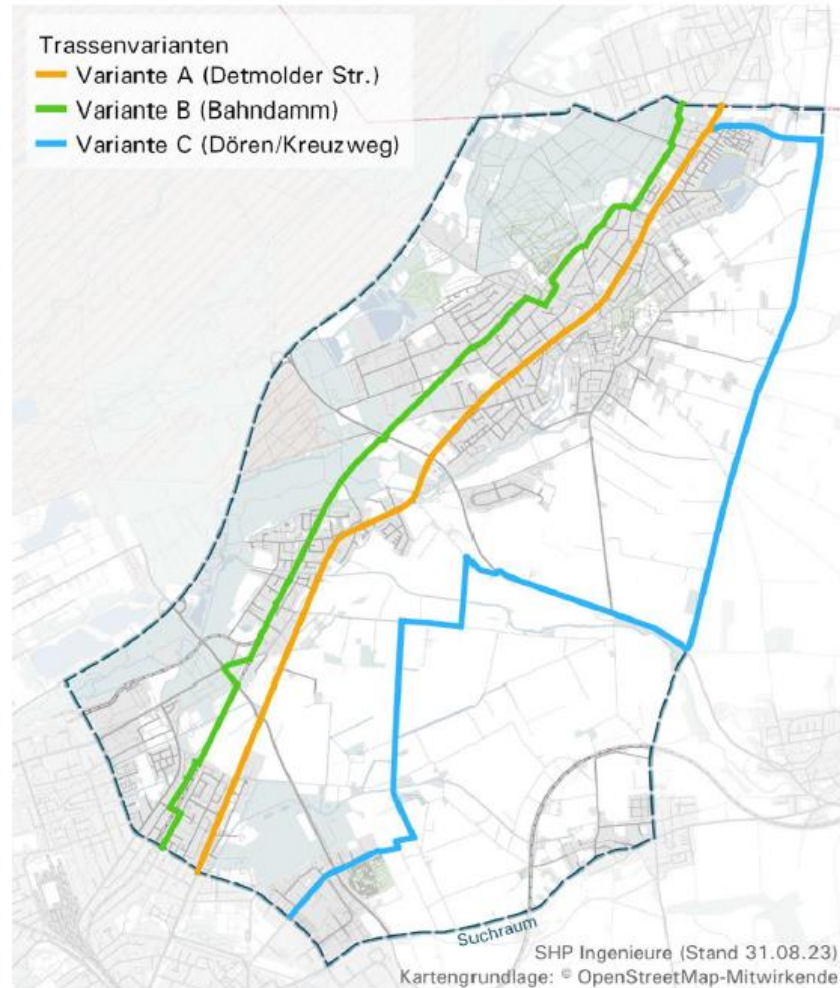 Trassenvarianten
Variante A (Detmolder Str.)
Variante B (Bahndamm)
Variante C (Dören/Kreuzweg)
Suchraum
SHP Ingenieure (Stand 31.08.23)
Kartengrundlage: © OpenStreetMap-Mitwirkende